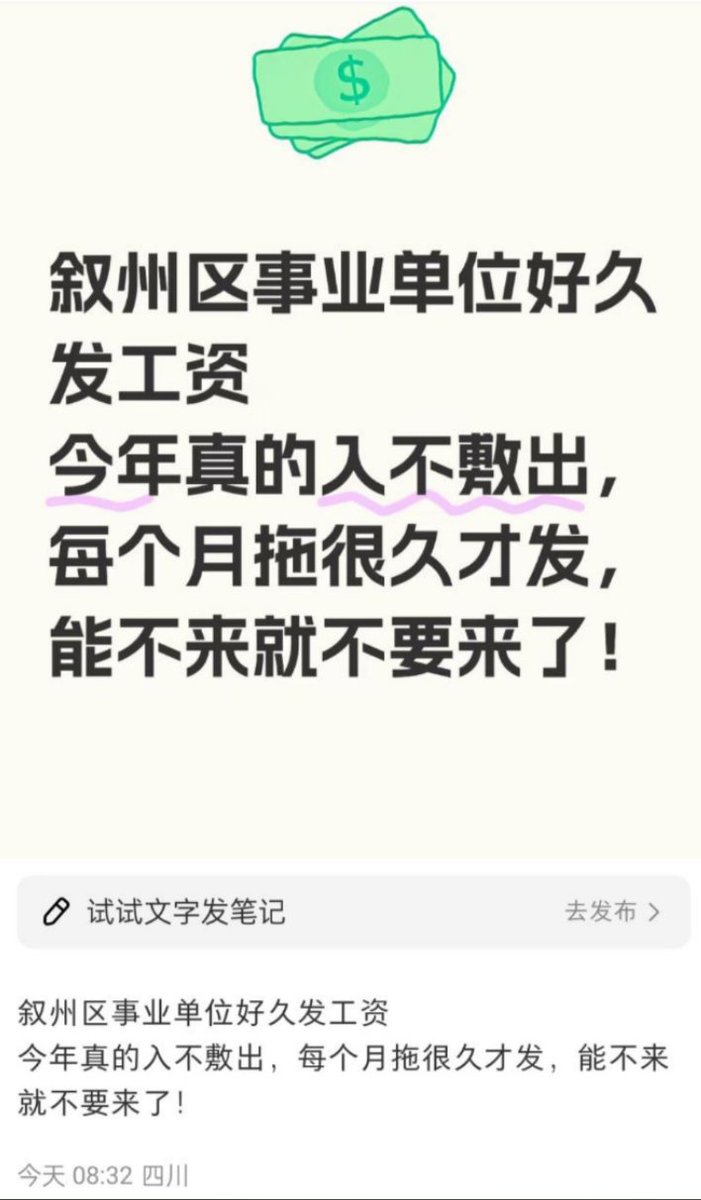 $
叙州区事业单位好久
发工资
今年真的入不敷出，
每个月拖很久才发，
能不来就不要来了！
试试文字发笔记
去发布 >
叙州区事业单位好久发工资
今年真的入不敷出，每个月拖很久才发，能不来
就不要来了！
今天 08:32 四川